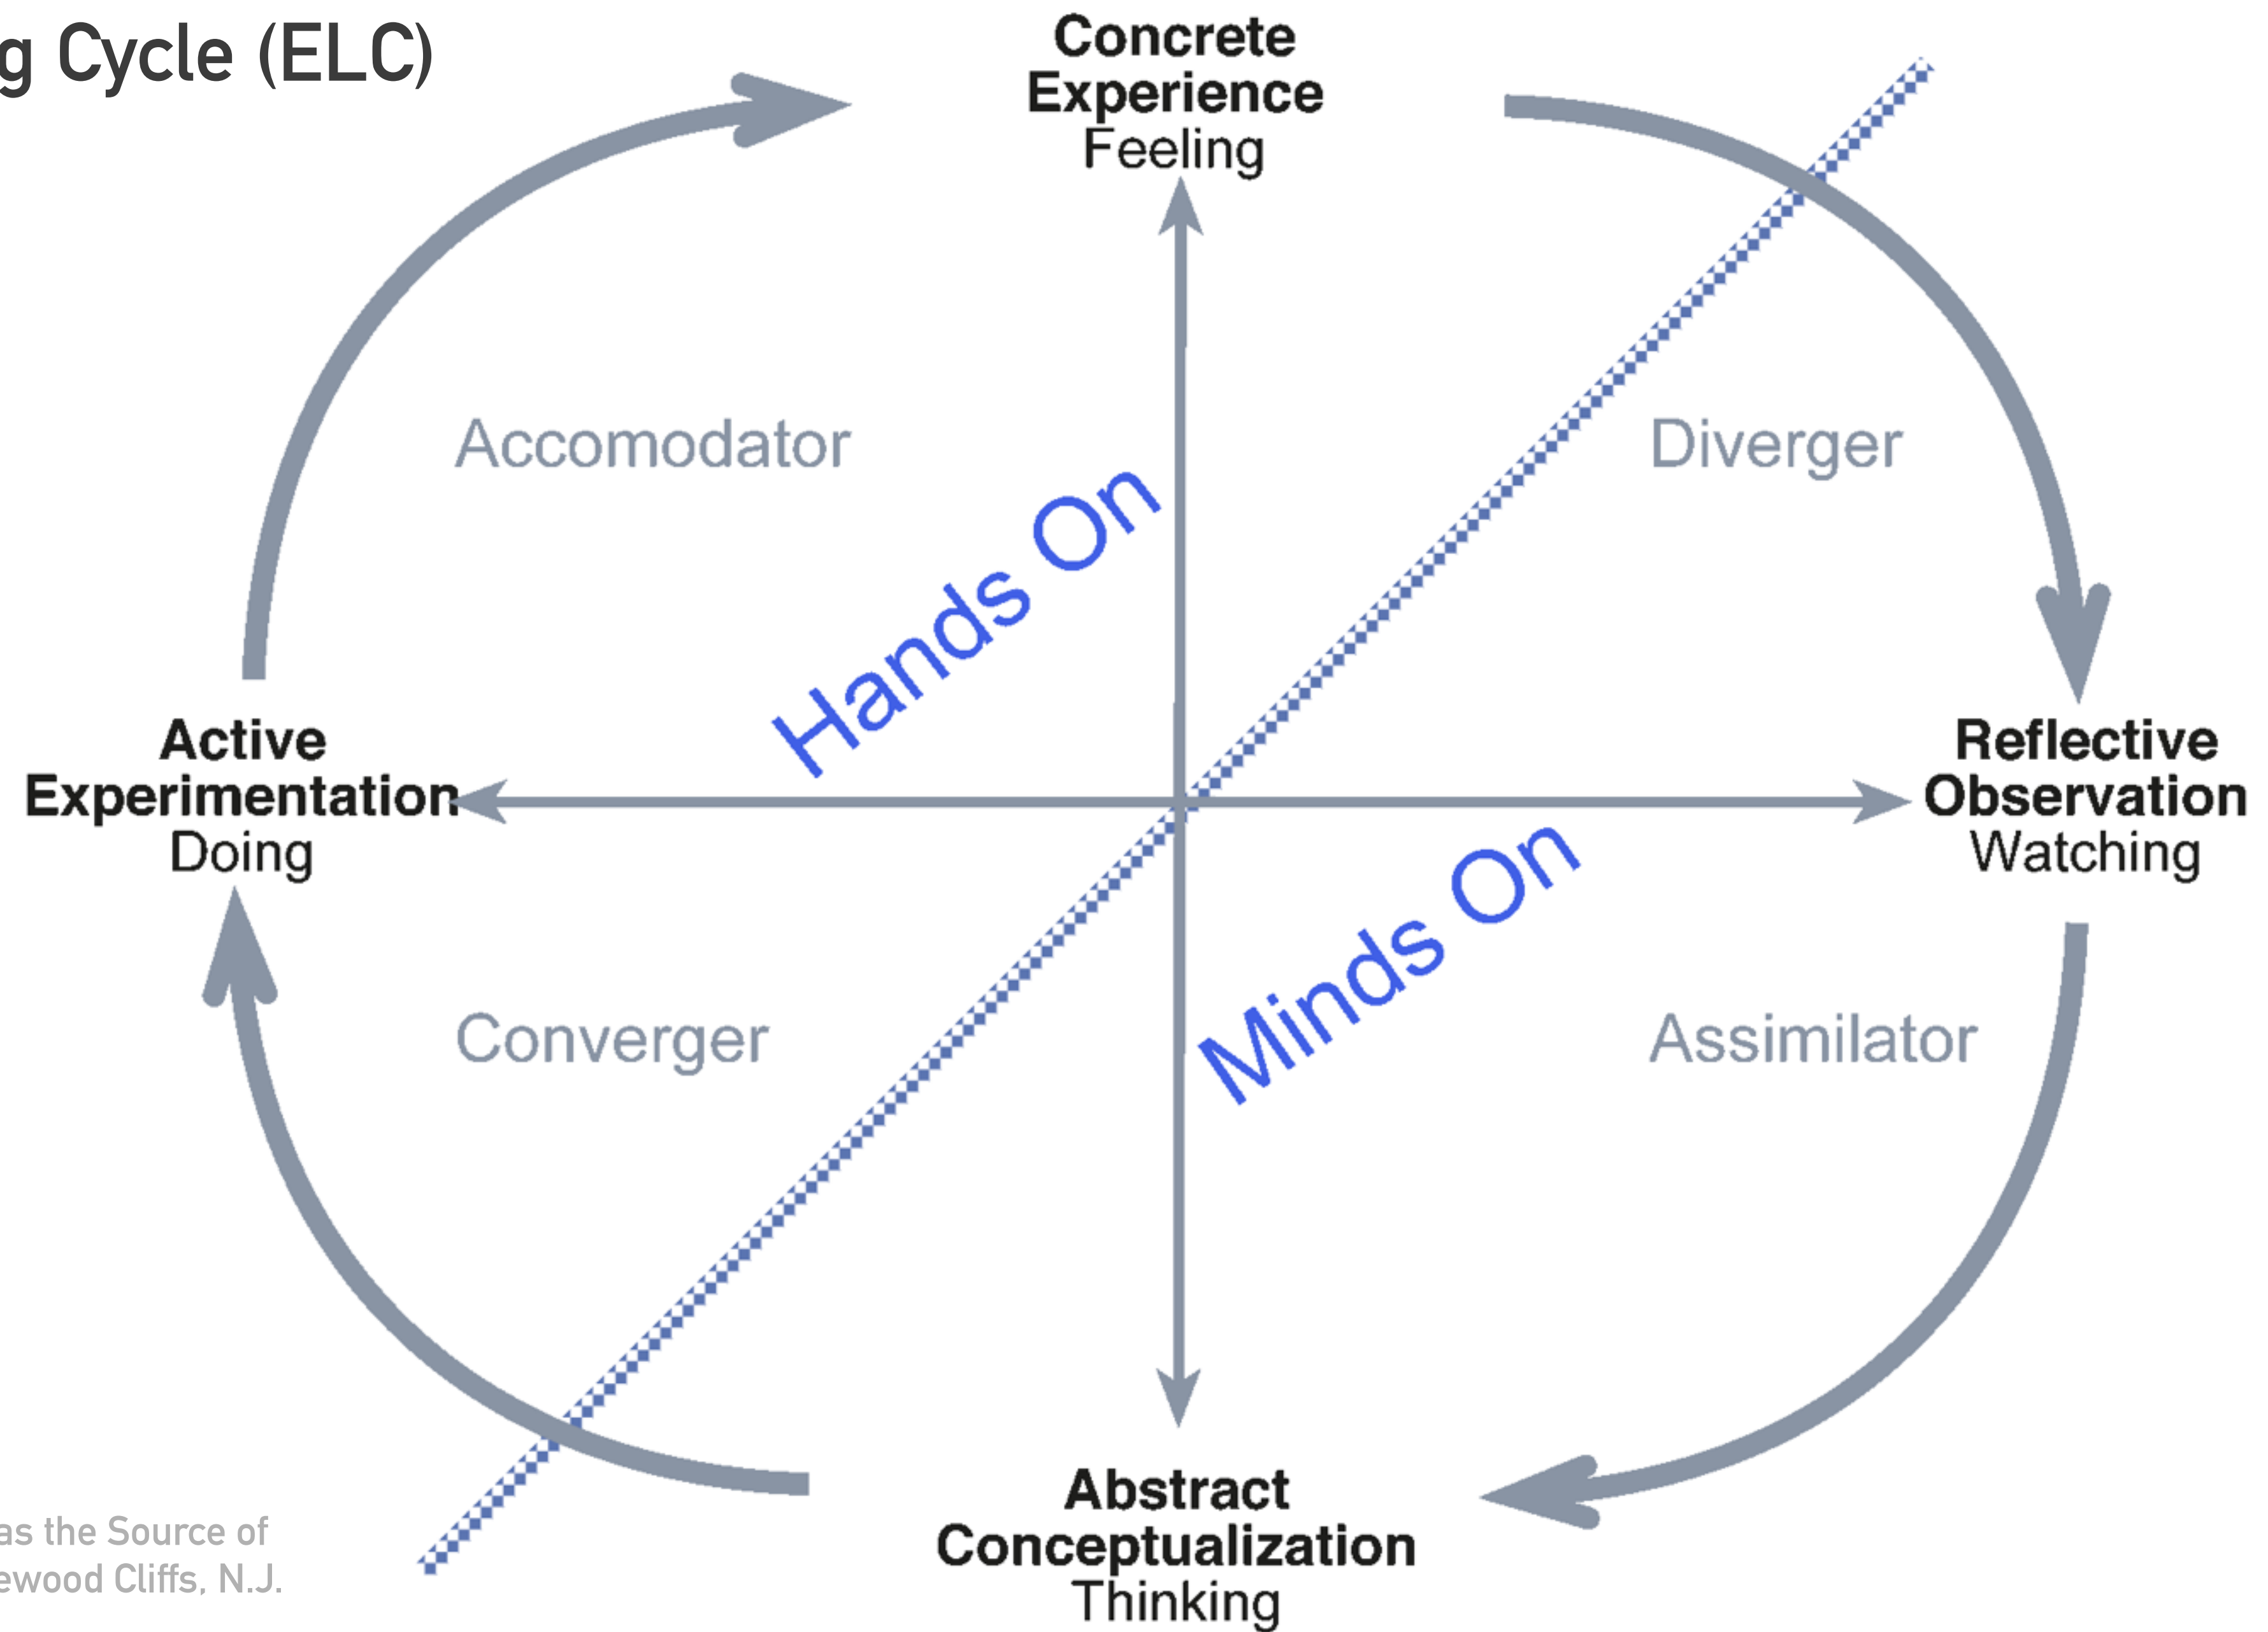 g Cycle (ELC)
Concrete
Experience
Feeling
Accomodator
Diverger
Hands On
Active
Experimentation
Doing
Reflective
Observation
Watching
Minds On
Converger
Assimilator
Abstract
Conceptualization
Thinking
as the Source of
ewood Cliffs, N.J.